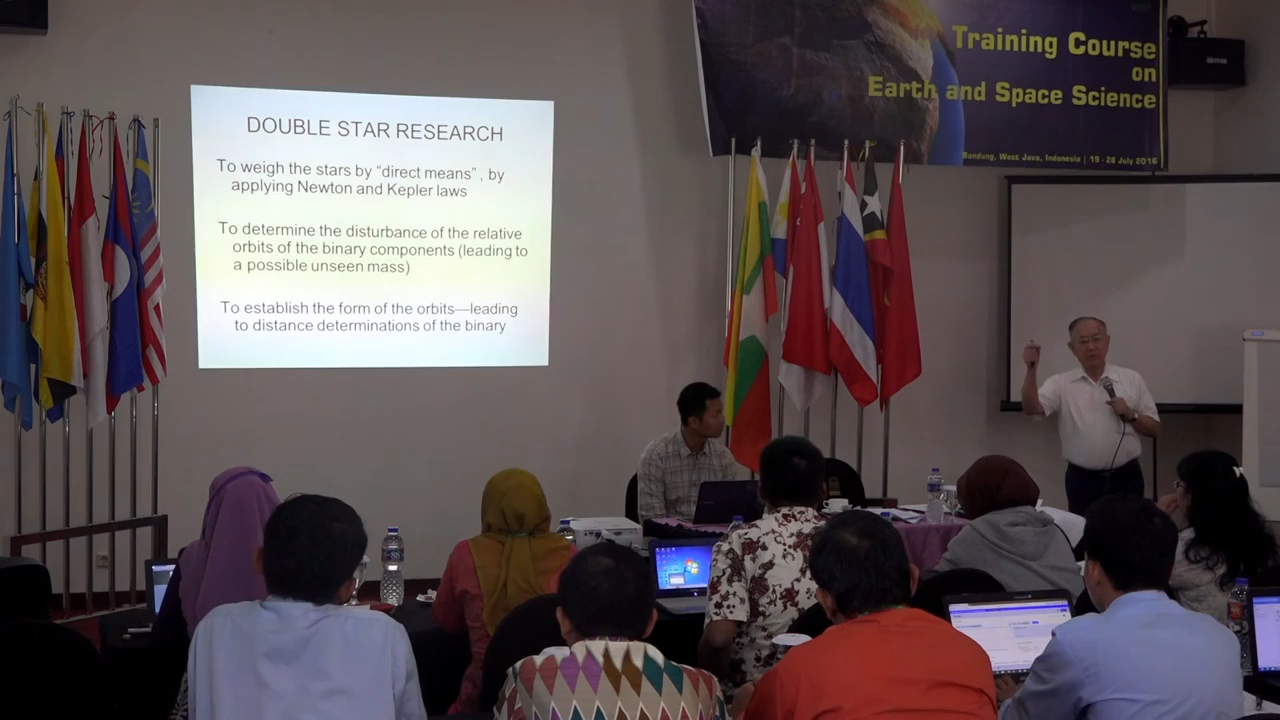 DOUBLE STAR RESEARCH
To weigh the stars by “direct means” , by
applying Newton and Kepler laws
To determine the disturbance of the relative
orbits of the binary components (leading to
a possible unseen mass)
To establish the form of the orbits—leading
to distance determinations of the binary
Training Course
on
Earth and Space Science
Bandung, West Java, Indonesia | 19 - 28 July 2016